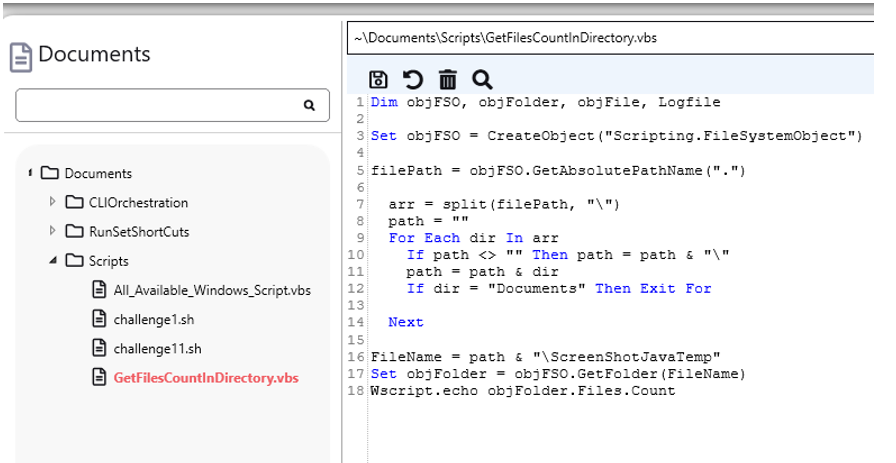 Documents
Documents
CLIOrchestration
RunSetShortCuts
Scripts
All_Available_Windows_Script.vbs
challenge1.sh
challenge11.sh
GetFilesCountInDirectory.vbs
~\Documents\Scripts\GetFilesCountInDirectory.vbs
1 Dim objFSO, objFolder, objFile, Logfile
2
3 Set objFSO = CreateObject("Scripting.FileSystemObject")
4
5 filePath = objFSO.GetAbsolutePathName(".")
6
7   arr = split(filePath, "\")
8   path = ""
9   For Each dir In arr
10     If path <> "" Then path = path & "\"
11     path = path & dir
12     If dir = "Documents" Then Exit For
13
14   Next
15
16 FileName = path & "\ScreenShotJavaTemp"
17 Set objFolder = objFSO.GetFolder(FileName)
18 Wscript.echo objFolder.Files.Count